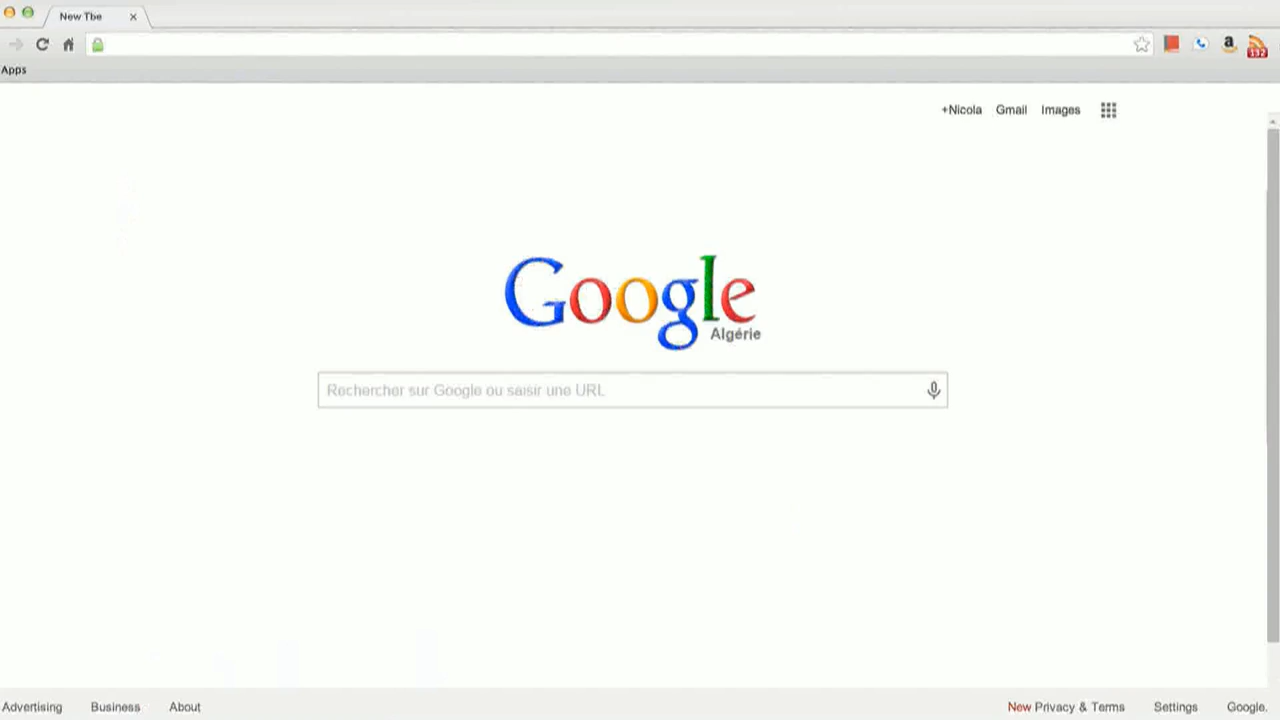 New Tbe
Apps
132
+Nicola Gmail Images
Google
Algérie
Rechercher sur Google ou saisir une URL
Advertising Business About New Privacy & Terms Settings Google.